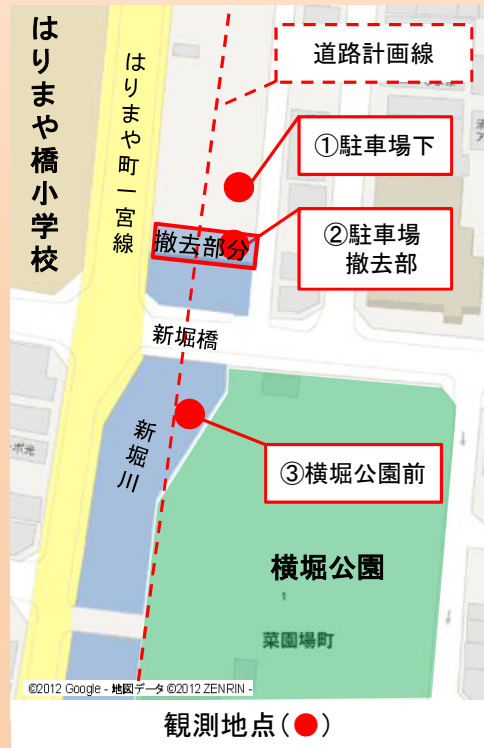 はりまや橋小学校
はりまや町一宮線
道路計画線
①駐車場下
撤去部分
②駐車場
撤去部
新堀橋
新堀川
③横堀公園前
横堀公園
菜園場町
©2012 Google - 地図データ ©2012 ZENRIN -
観測地点(●)